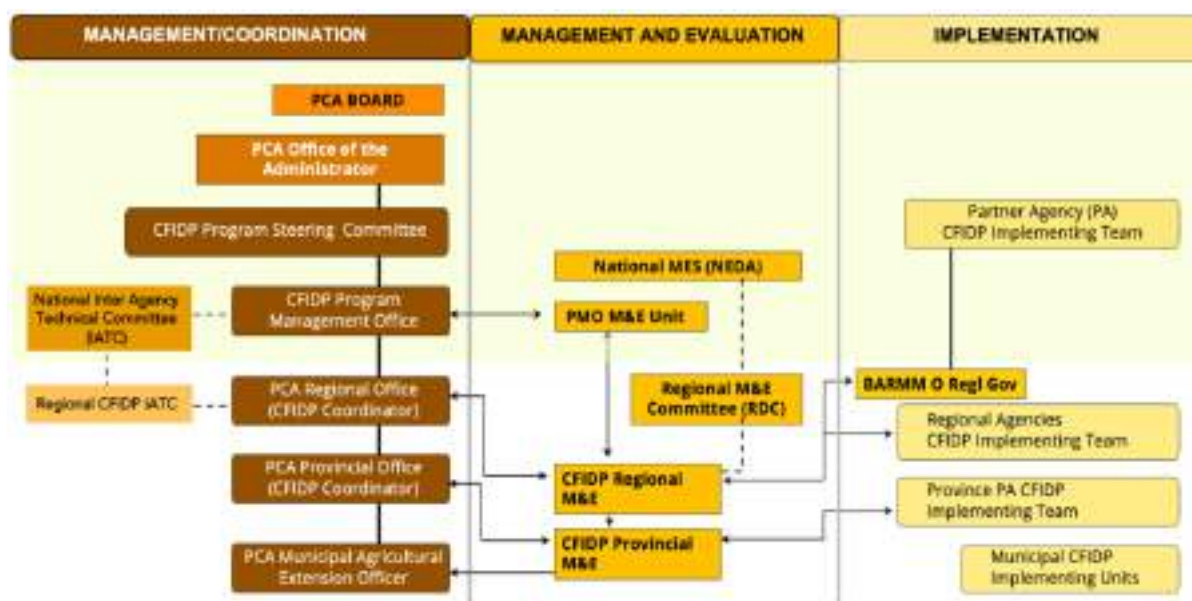 MANAGEMENT/COORDINATION
MANAGEMENT AND EVALUATION
IMPLEMENTATION
PCA BOARD
PCA Office of the
Administrator
CFIDP Program Steering Committee
National Inter Agency
Technical Committee
(IATC)
CFIDP Program
Management Office
Regional CFIDP IATC
PCA Regional Office
(CFIDP Coordinator)
PCA Provincial Office
(CFIDP Coordinator)
PCA Municipal Agricultural
Extension Officer
National MES (NEDA)
PMO M&E Unit
Regional M&E
Committee (RDC)
CFIDP Regional
M&E
CFIDP Provincial
M&E
Partner Agency (PA)
CFIDP Implementing Team
BARMM O Regl Gov
Regional Agencies
CFIDP Implementing Team
Province PA CFIDP
Implementing Team
Municipal CFIDP
Implementing Units